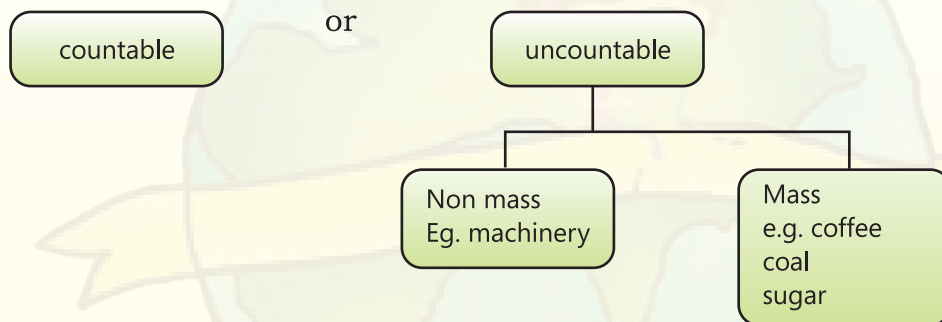 or
countable
uncountable
Non mass
Eg. machinery
Mass
e.g. coffee
coal
sugar